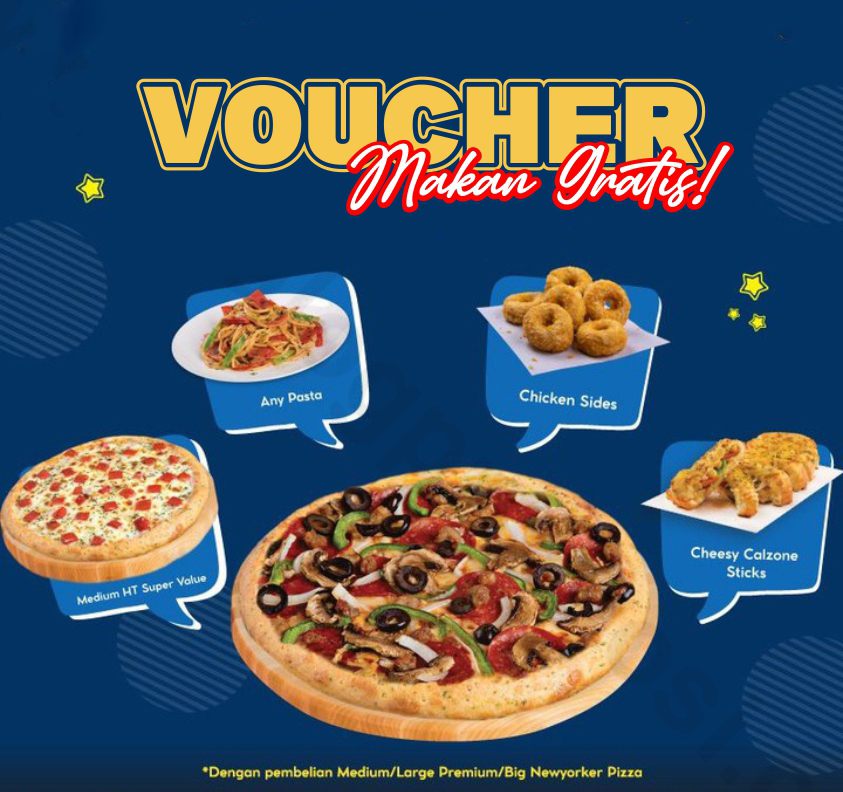 VOUCHER
Makan Gratis!
Any Pasta
Chicken Sides
Medium HT Super Value
Cheesy Calzone
Sticks
*Dengan pembelian Medium/Large Premium/Big Newyorker Pizza